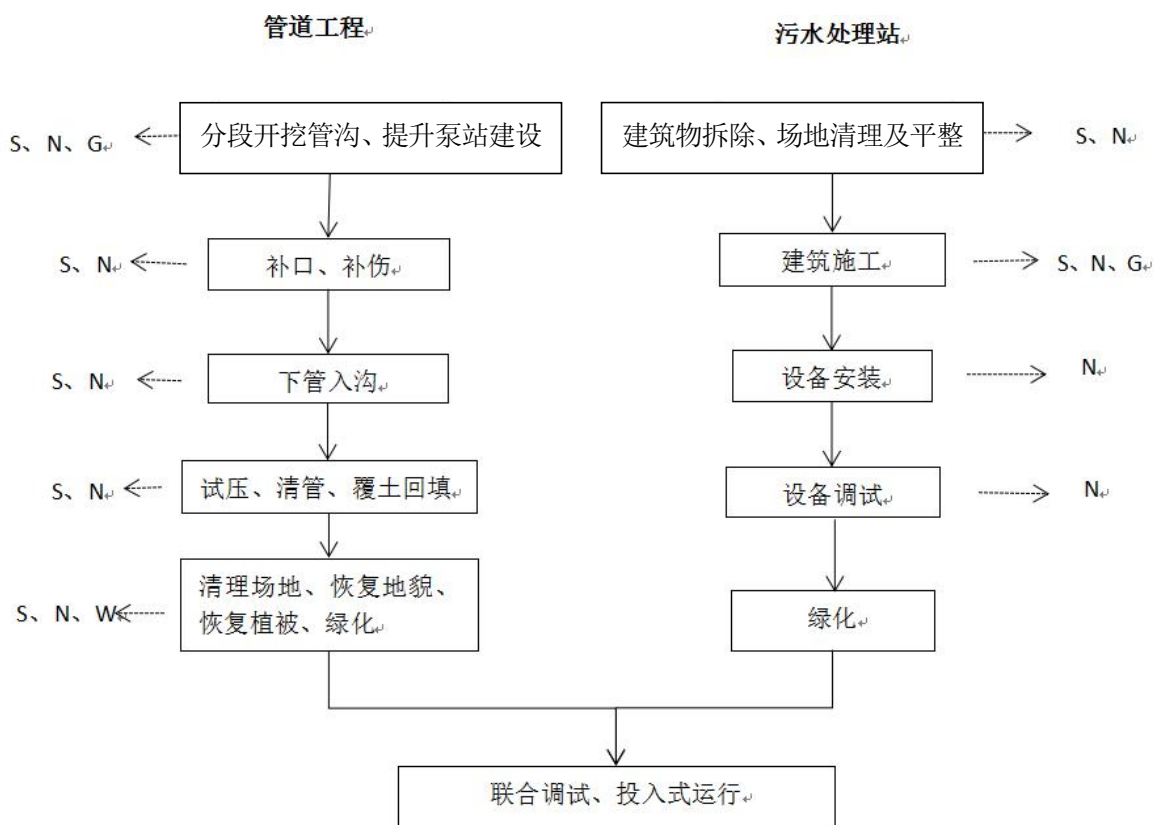 管道工程
污水处理站
S、N、G
分段开挖管沟、提升泵站建设
建筑物拆除、场地清理及平整
S、N
S、N
补口、补伤
建筑施工
S、N、G
S、N
下管入沟
设备安装
N
S、N
试压、清管、覆土回填
设备调试
N
S、N、W
清理场地、恢复地貌、
恢复植被、绿化
绿化
联合调试、投入式运行